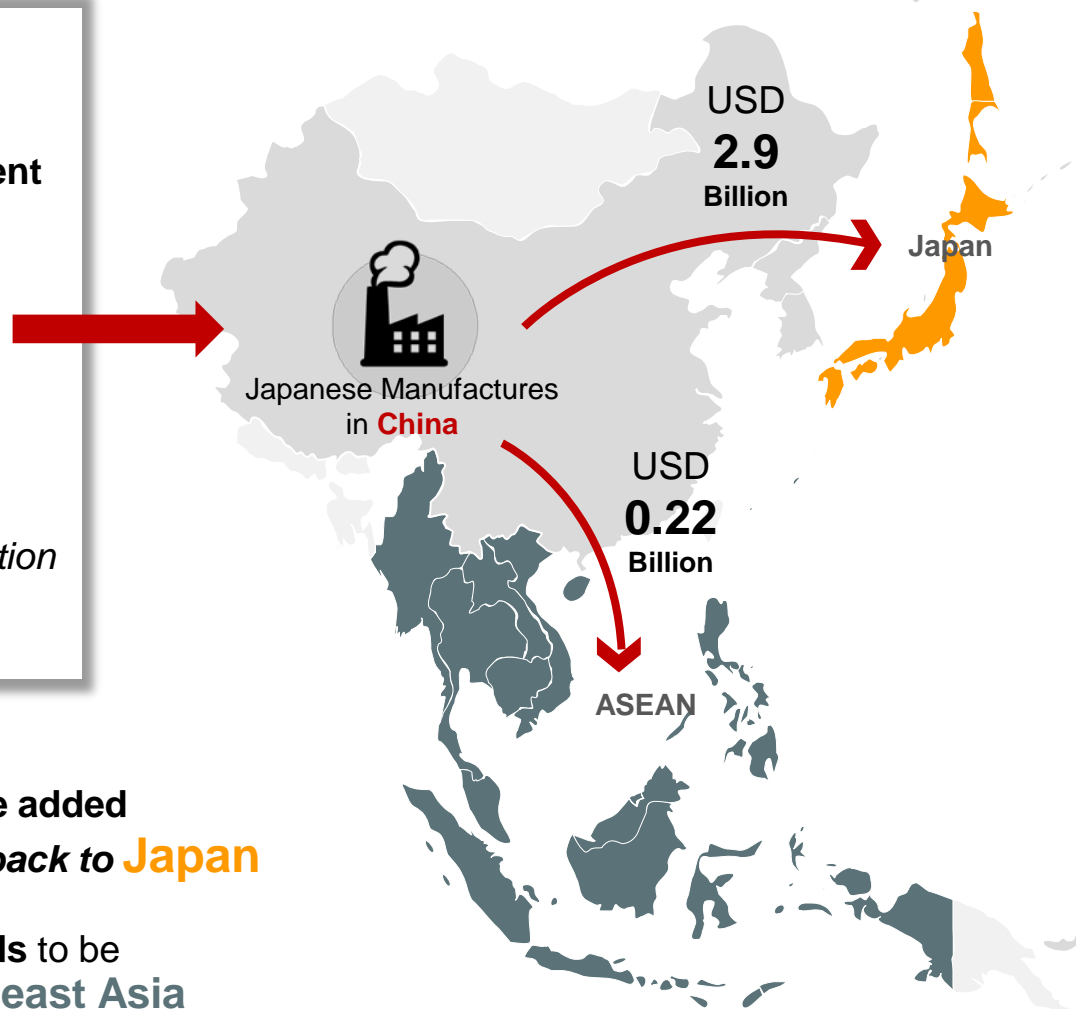 ent
tion
USD
2.9
Billion
Japan
Japanese Manufactures
in China
USD
0.22
Billion
ASEAN
e added
back to Japan
ls to be
east Asia